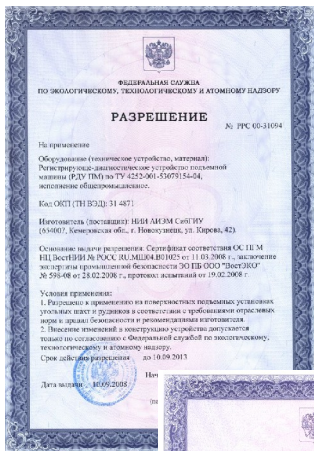 ФЕДЕРАЛЬНАЯ СЛУЖБА
ПО ЭКОЛОГИЧЕСКОМУ, ТЕХНОЛОГИЧЕСКОМУ И АТОМНОМУ НАДЗОРУ
РАЗРЕШЕНИЕ
№ РРС 00-31094
На применение
Оборудование (техническое устройство, материал):
Регистрирующе-диагностическое устройство подъемной
машины (РДУ ПМ) по ТУ 4252-001-53079154-04,
исполнение общепромышленное.
Код ОКП (ТН ВЭД): 31 4871
Изготовитель (поставщик): НИИ ЛИЭМ СибГИУ
(654007, Кемеровская обл., г. Новокузнецк, ул. Кирова, 42).
Основание выдачи разрешения. Сертификат соответствия ОС ГЕ М
НЦ ВостНИИ № РОСС RU.МШ04.В01025 от 11.03.2008 г., заключение
экспертизы промышленной безопасности ЭО ПБ ООО "ВостЭКО"
№ 598-08 от 28.02.2008 г., протокол испытаний от 19.02.2008 г.
Условия применения:
1. Разрешено к применению на поверхностных подъемных установках
угольных шахт и рудников в соответствии с требованиями отраслевых
норм и правил безопасности и рекомендациями изготовителя.
2. Внесение изменений в конструкцию устройства допускается
только по согласованию с Федеральной службой по экологическому,
технологическому и атомному надзору.
Срок действия разрешения до 10.09.2013
Нач
Дата выдачи 10.09.2008